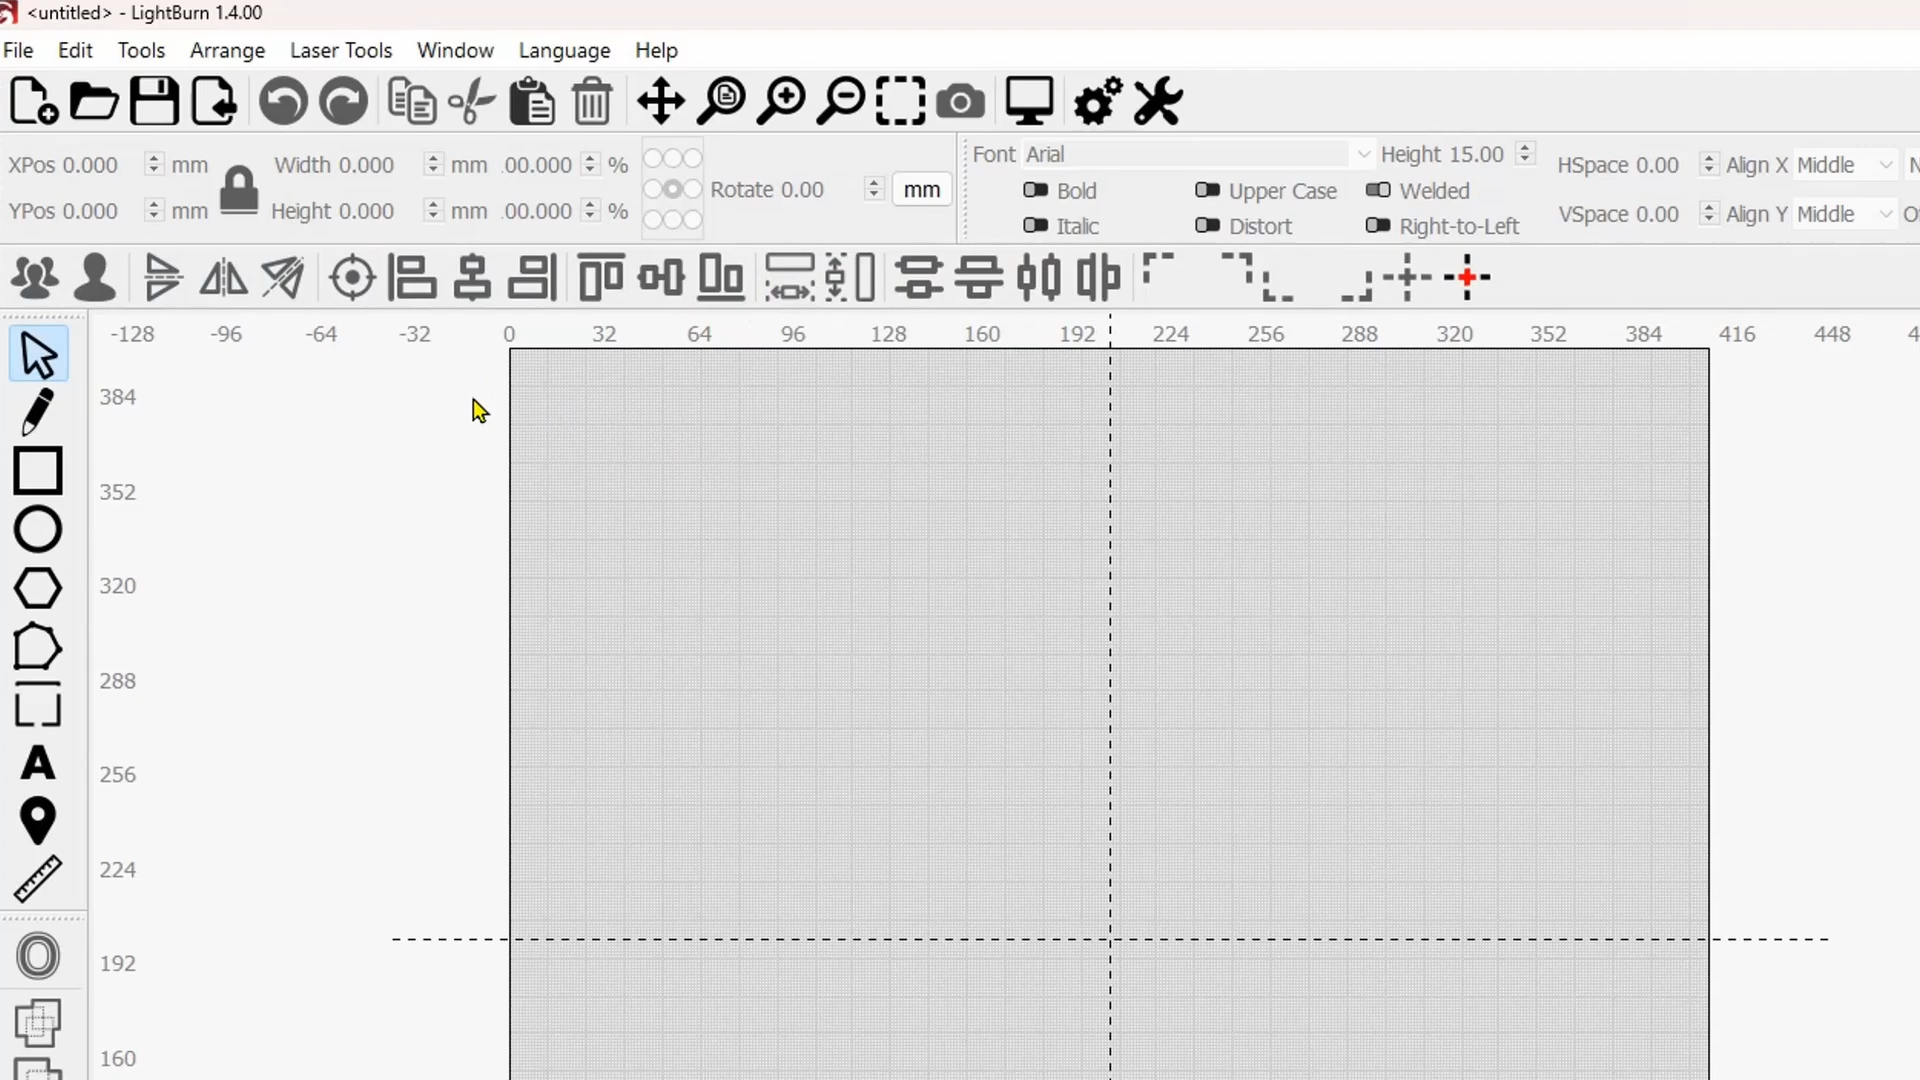 <untitled> - LightBurn 1.4.00
File Edit Tools Arrange Laser Tools Window Language Help
XPos 0.000 mm Width 0.000 mm .00.000 % Rotate 0.00 mm Font Arial Height 15.00 HSpace 0.00 Align X Middle N
YPos 0.000 mm Height 0.000 mm .00.000 % Bold Upper Case Welded VSpace 0.00 Align Y Middle
Italic Distort Right-to-Left
-128 -96 -64 -32 0 32 64 96 128 160 192 224 256 288 320 352 384 416 448 4
384
352
320
288
256
A
224
192
160